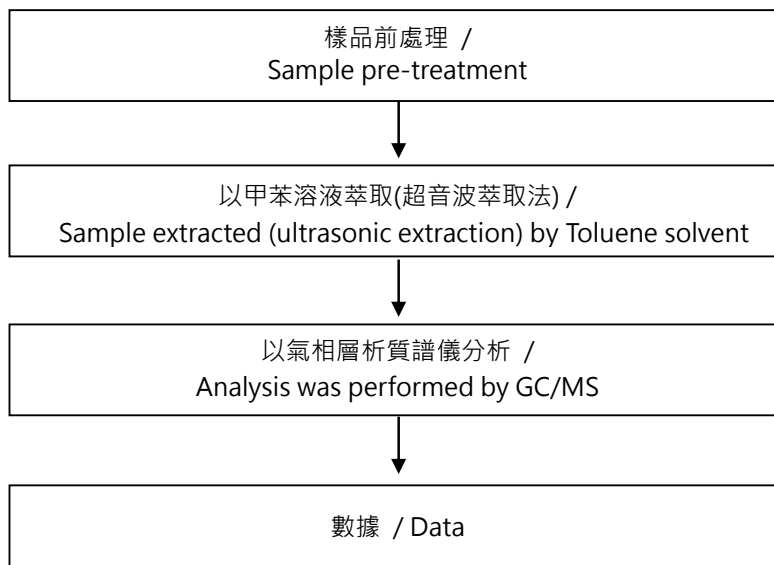 樣品前處理 /
Sample pre-treatment
以甲苯溶液萃取(超音波萃取法) /
Sample extracted (ultrasonic extraction) by Toluene solvent
以氣相層析質譜儀分析 /
Analysis was performed by GC/MS
數據 / Data